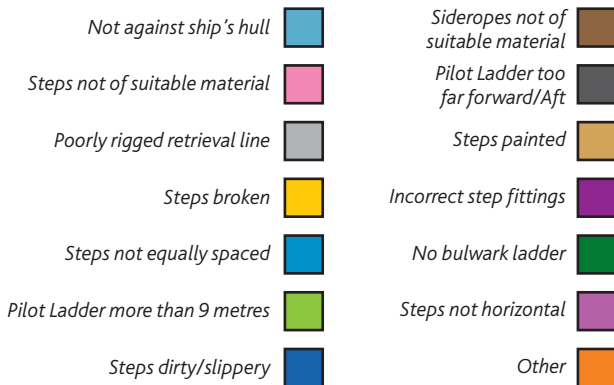 Not against ship's hull
Steps not of suitable material
Poorly rigged retrieval line
Steps broken
Steps not equally spaced
Pilot Ladder more than 9 metres
Steps dirty/slippery
Sideropes not of
suitable material
Pilot Ladder too
far forward/Aft
Steps painted
Incorrect step fittings
No bulwark ladder
Steps not horizontal
Other